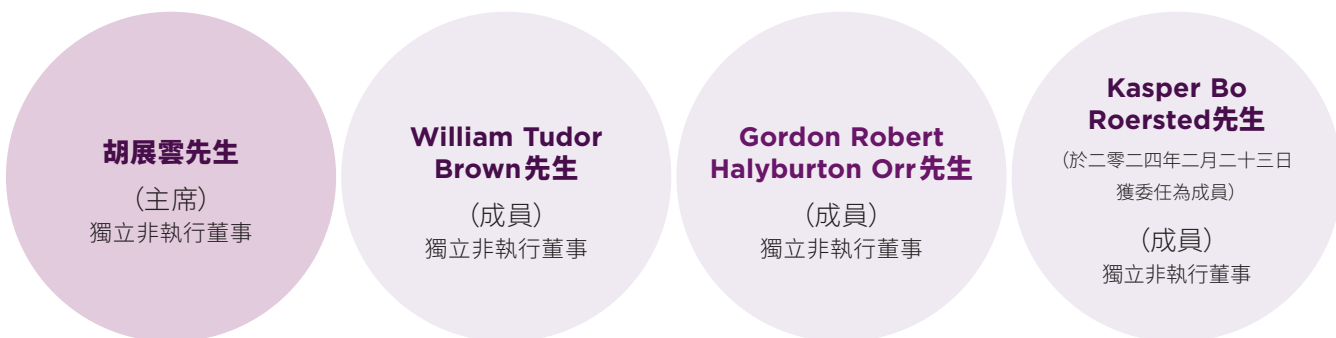 胡展雲先生
（主席）
獨立非執行董事
William Tudor
Brown先生
（成員）
獨立非執行董事
Gordon Robert
Halyburton Orr先生
（成員）
獨立非執行董事
Kasper Bo
Roersted先生
（於二零二四年二月二十三日
獲委任為成員）
（成員）
獨立非執行董事